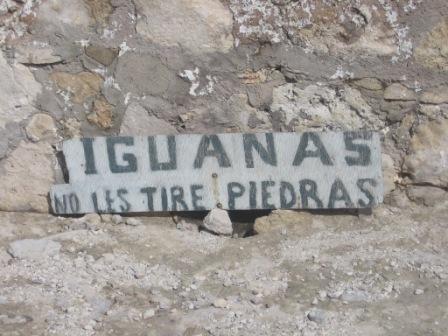 IGUANAS
NO LES TIRE PIEDRAS